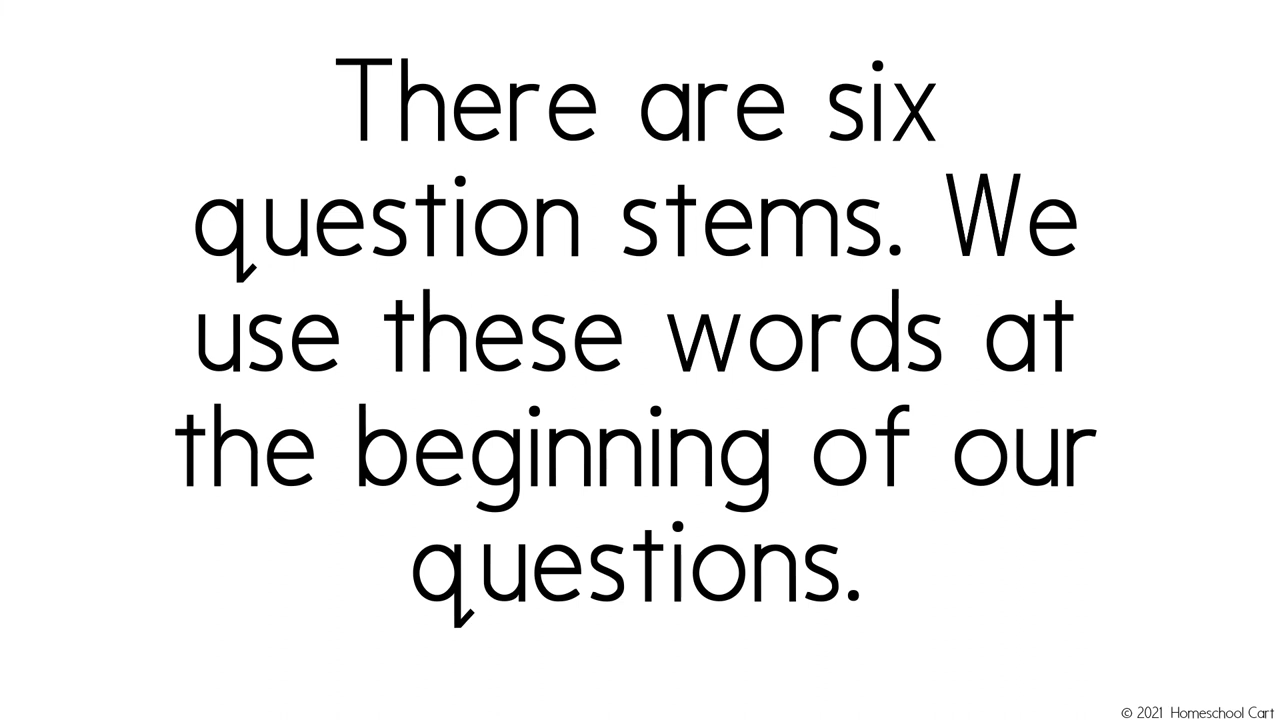 There are six
question stems. We
use these words at
the beginning of our
questions.
© 2021 Homeschool Cart